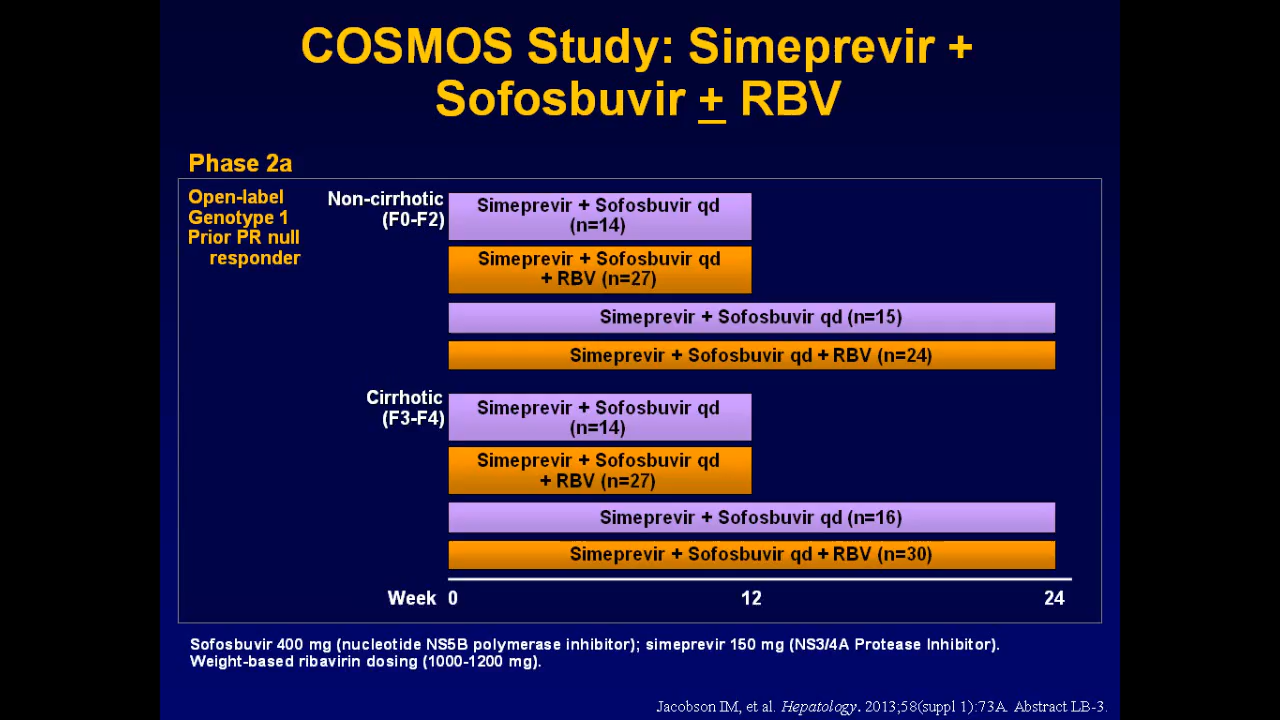 COSMOS Study: Simeprevir +
Sofosbuvir ± RBV
Phase 2a
Open-label
Genotype 1
Prior PR null
responder
Non-cirrhotic
(F0-F2)
Simeprevir + Sofosbuvir qd
(n=14)
Simeprevir + Sofosbuvir qd
+ RBV (n=27)
Simeprevir + Sofosbuvir qd (n=15)
Simeprevir + Sofosbuvir qd + RBV (n=24)
Cirrhotic
(F3-F4)
Simeprevir + Sofosbuvir qd
(n=14)
Simeprevir + Sofosbuvir qd
+ RBV (n=27)
Simeprevir + Sofosbuvir qd (n=16)
Simeprevir + Sofosbuvir qd + RBV (n=30)
Week 0 12 24
Sofosbuvir 400 mg (nucleotide NS5B polymerase inhibitor); simeprevir 150 mg (NS3/4A Protease Inhibitor).
Weight-based ribavirin dosing (1000-1200 mg).
Jacobson IM, et al. Hepatology. 2013;58(suppl 1):73A. Abstract LB-3.